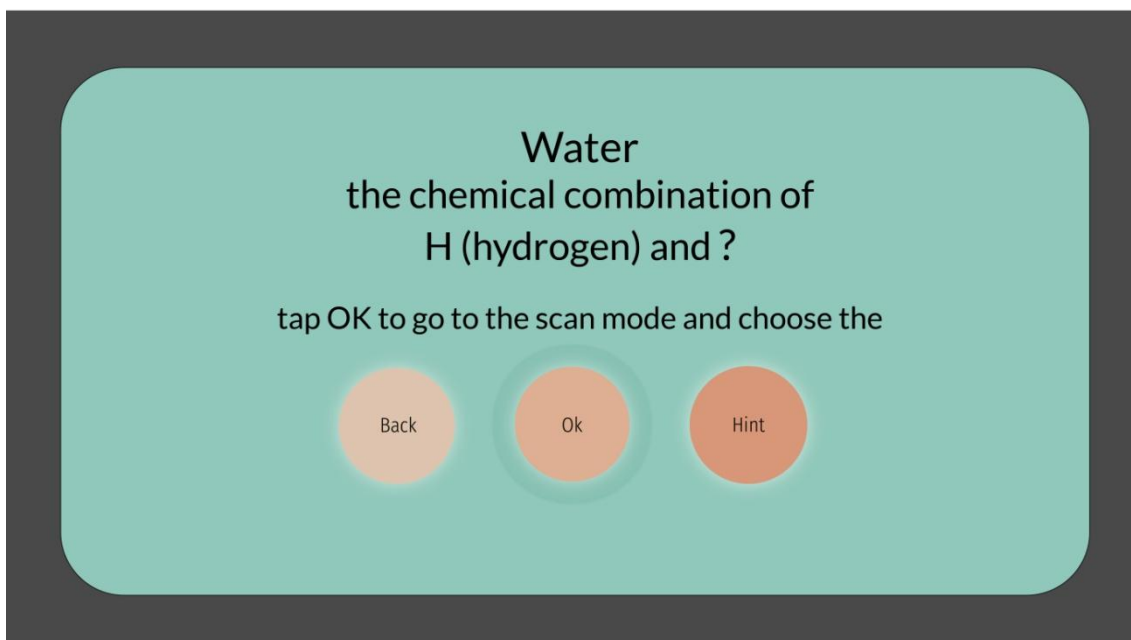 Water
the chemical combination of
H (hydrogen) and ?
tap OK to go to the scan mode and choose the
Back Ok Hint